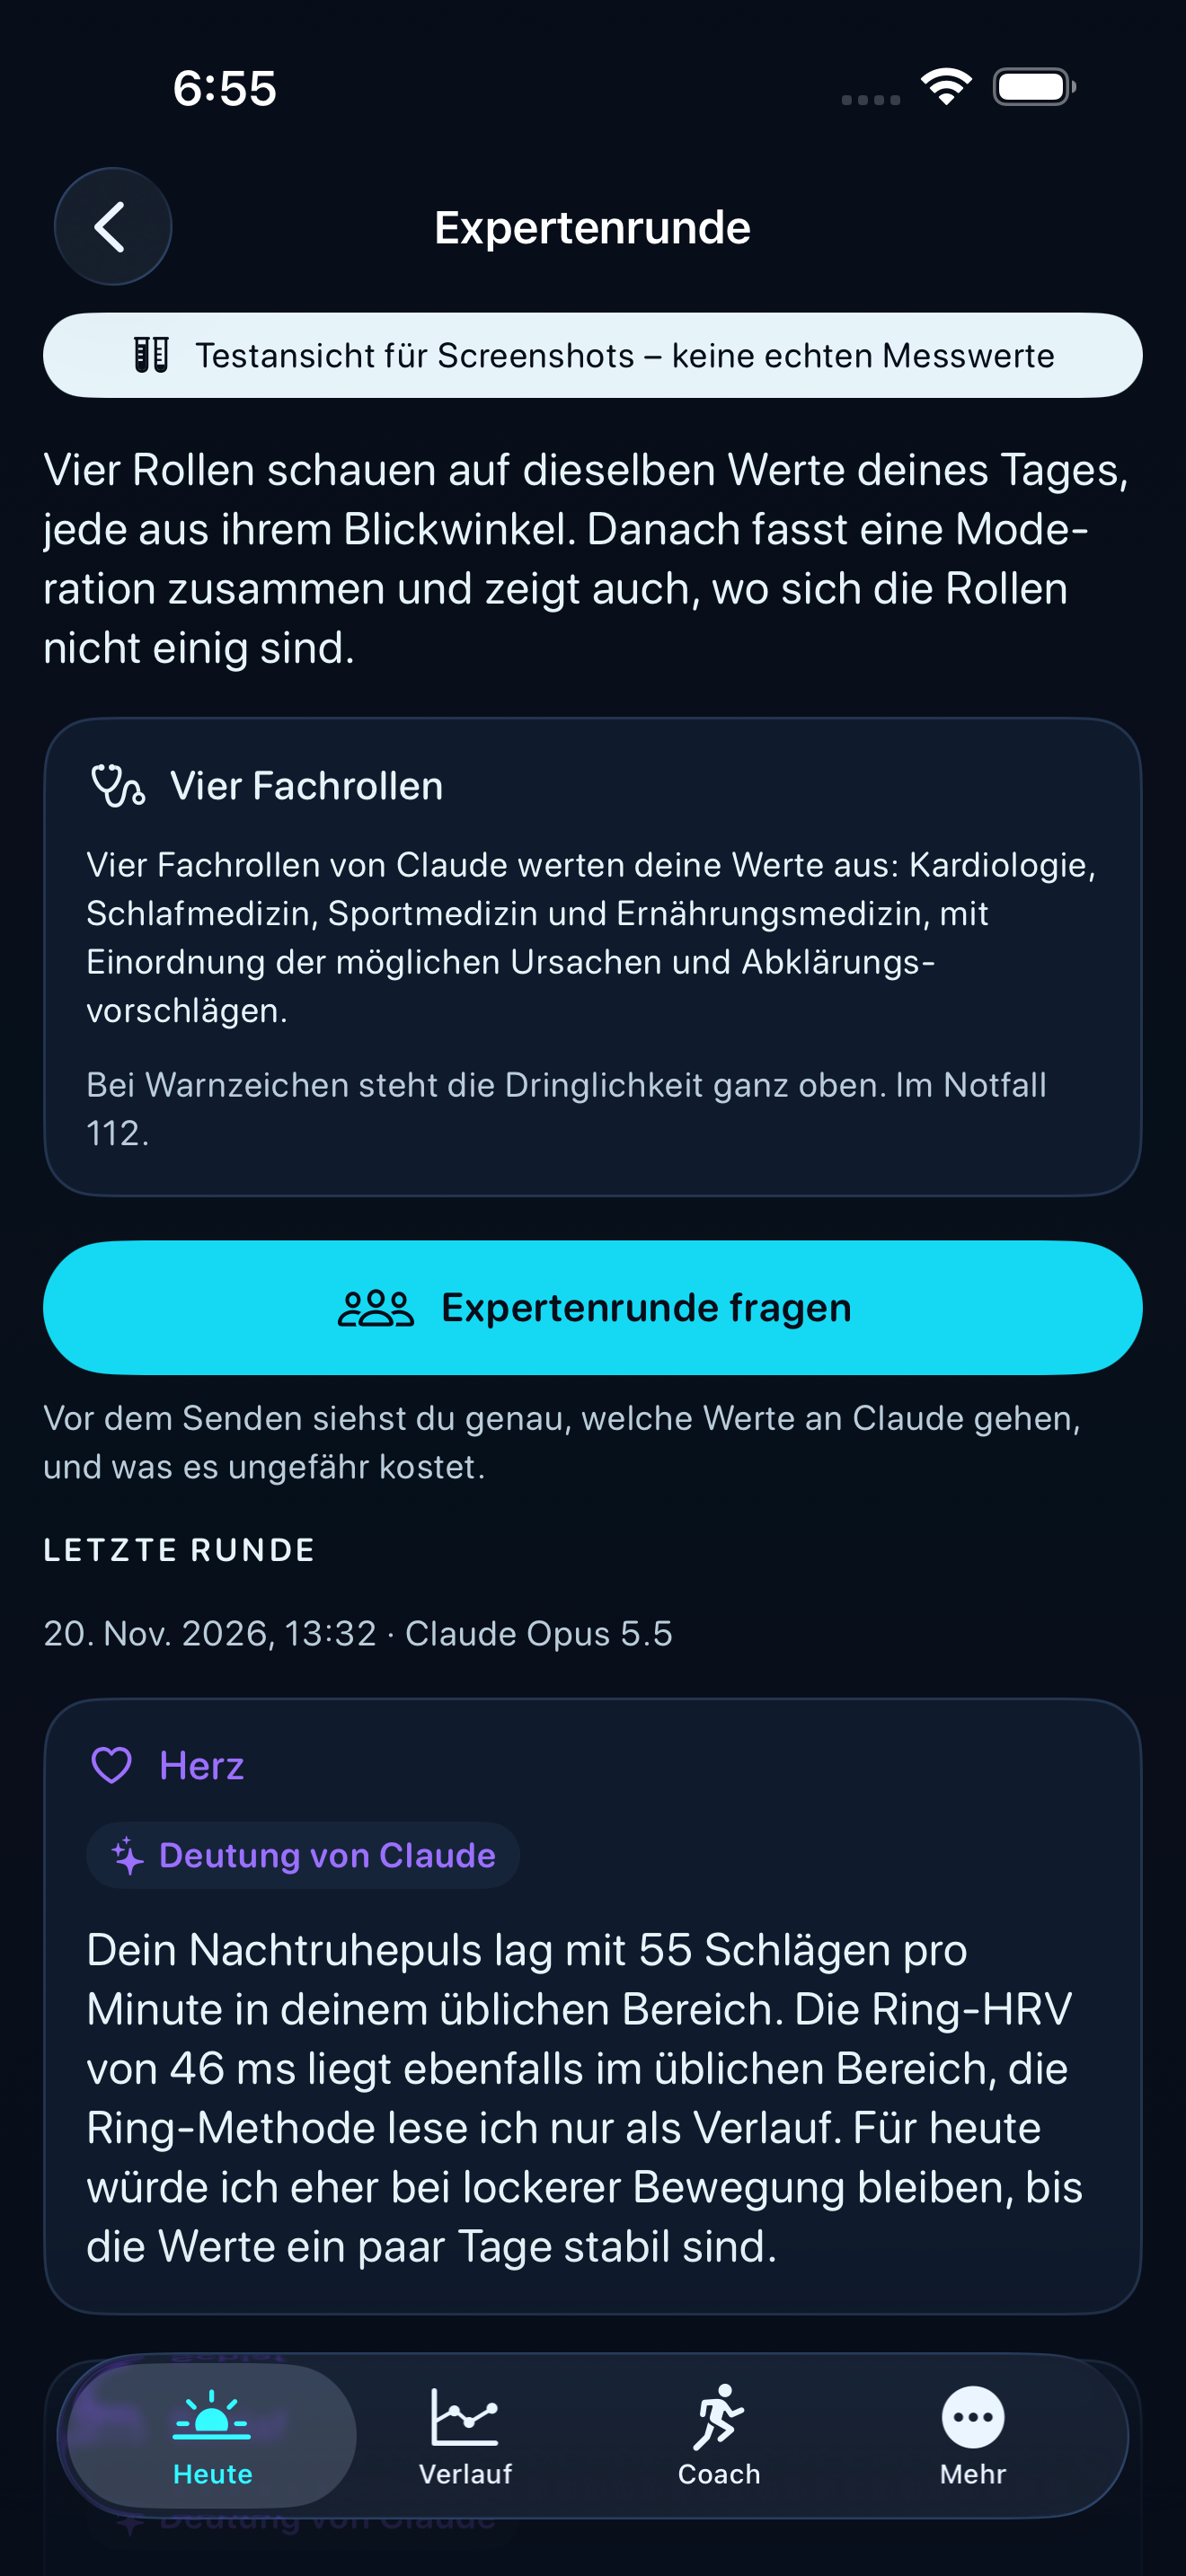 6:55
Expertenrunde
Testansicht für Screenshots – keine echten Messwerte
Vier Rollen schauen auf dieselben Werte deines Tages,
jede aus ihrem Blickwinkel. Danach fasst eine Mode-
ration zusammen und zeigt auch, wo sich die Rollen
nicht einig sind.
Vier Fachrollen
Vier Fachrollen von Claude werten deine Werte aus: Kardiologie,
Schlafmedizin, Sportmedizin und Ernährungsmedizin, mit
Einordnung der möglichen Ursachen und Abklärungs-
vorschlägen.
Bei Warnzeichen steht die Dringlichkeit ganz oben. Im Notfall
112.
Expertenrunde fragen
Vor dem Senden siehst du genau, welche Werte an Claude gehen,
und was es ungefähr kostet.
LETZTE RUNDE
20. Nov. 2026, 13:32 · Claude Opus 5.5
Herz
Deutung von Claude
Dein Nachtruhepuls lag mit 55 Schlägen pro
Minute in deinem üblichen Bereich. Die Ring-HRV
von 46 ms liegt ebenfalls im üblichen Bereich, die
Ring-Methode lese ich nur als Verlauf. Für heute
würde ich eher bei lockerer Bewegung bleiben, bis
die Werte ein paar Tage stabil sind.
Heute
Verlauf
Coach
Mehr
Deutung von Claude